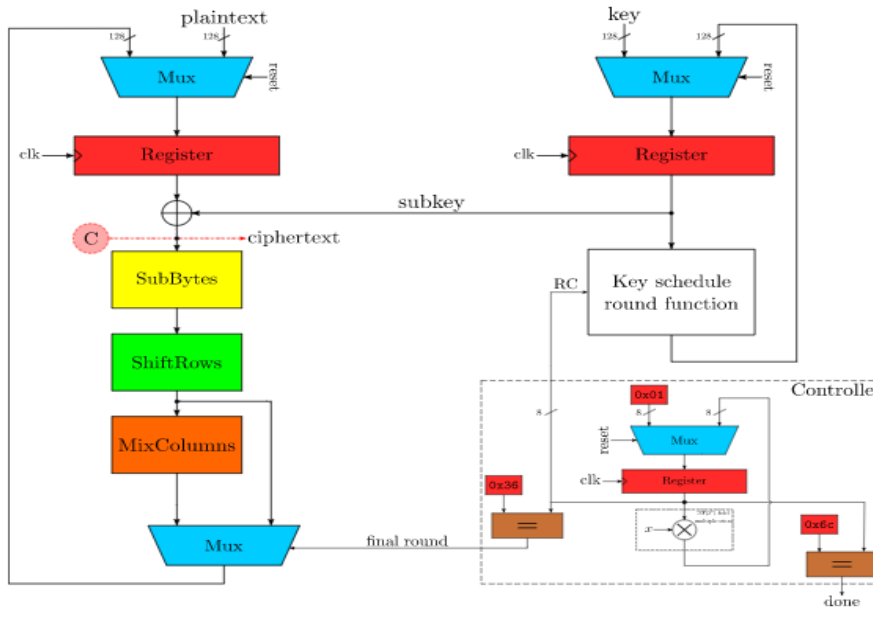 plaintext
key
128
128
128
128
Mux
reset
Mux
reset
clk
Register
clk
Register
subkey
C
ciphertext
SubBytes
Key schedule
round function
RC
ShiftRows
Controlle
0x01
8
8
8
MixColumns
reset
Mux
clk
Register
0x36
0x6c
=
x
=
Mux
final round
done